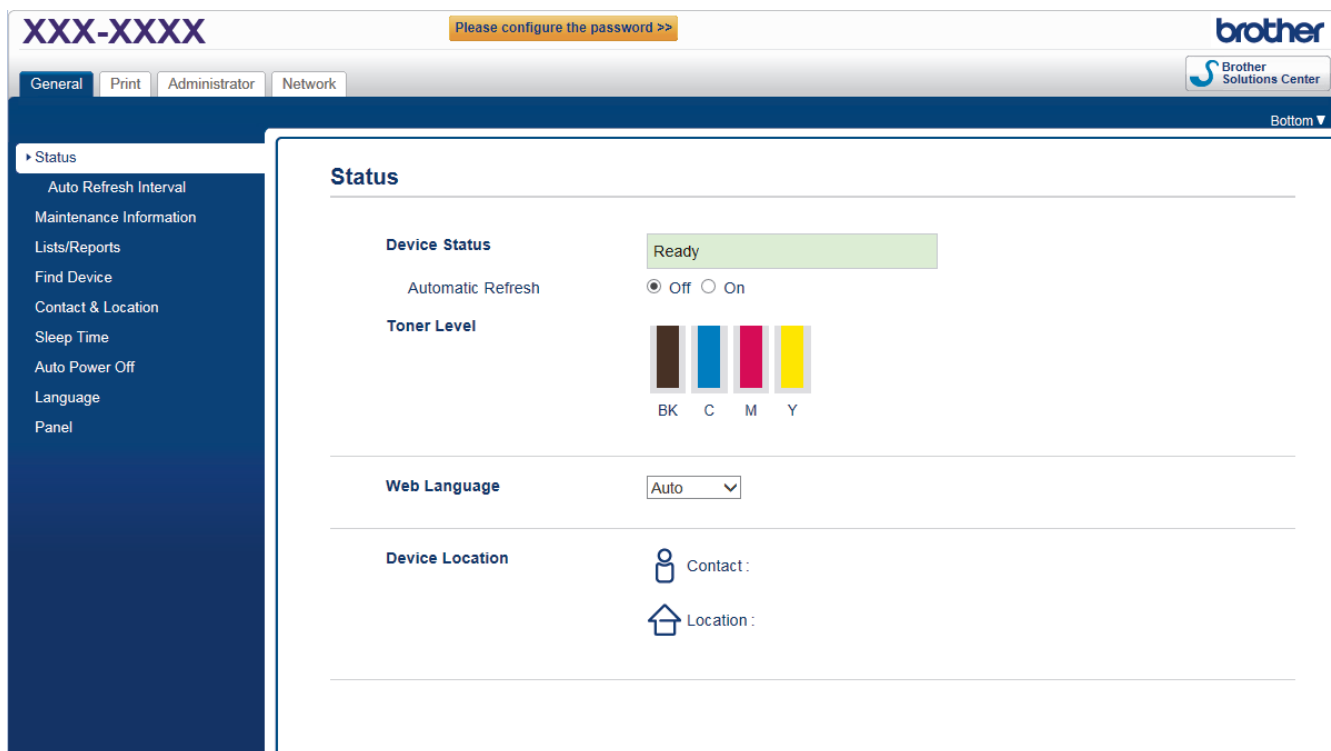 XXX-XXXX
Please configure the password >>
brother
General
Print
Administrator
Network
Brother
Solutions Center
Bottom▼
Status
Auto Refresh Interval
Maintenance Information
Lists/Reports
Find Device
Contact & Location
Sleep Time
Auto Power Off
Language
Panel
Status
Device Status
Ready
Automatic Refresh
Off
On
Toner Level
BK C M Y
Web Language
Auto
Device Location
Contact :
Location :